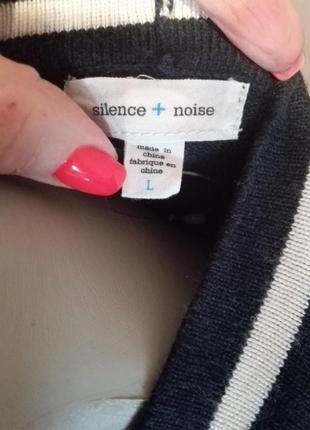 silence + noise
made in
china
fabrique en
chine
L